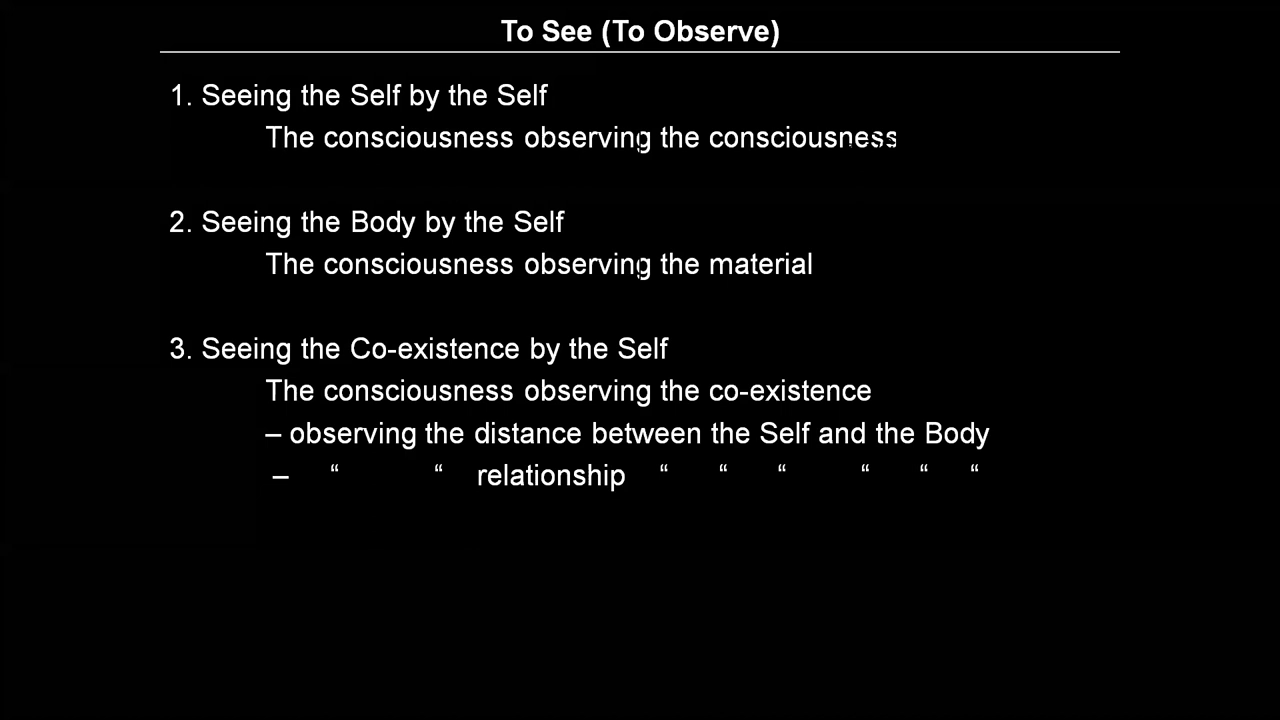 To See (To Observe)
1. Seeing the Self by the Self
The consciousness observing the consciousness
2. Seeing the Body by the Self
The consciousness observing the material
3. Seeing the Co-existence by the Self
The consciousness observing the co-existence
– observing the distance between the Self and the Body
– “ “ relationship “ “ “ “ “ “